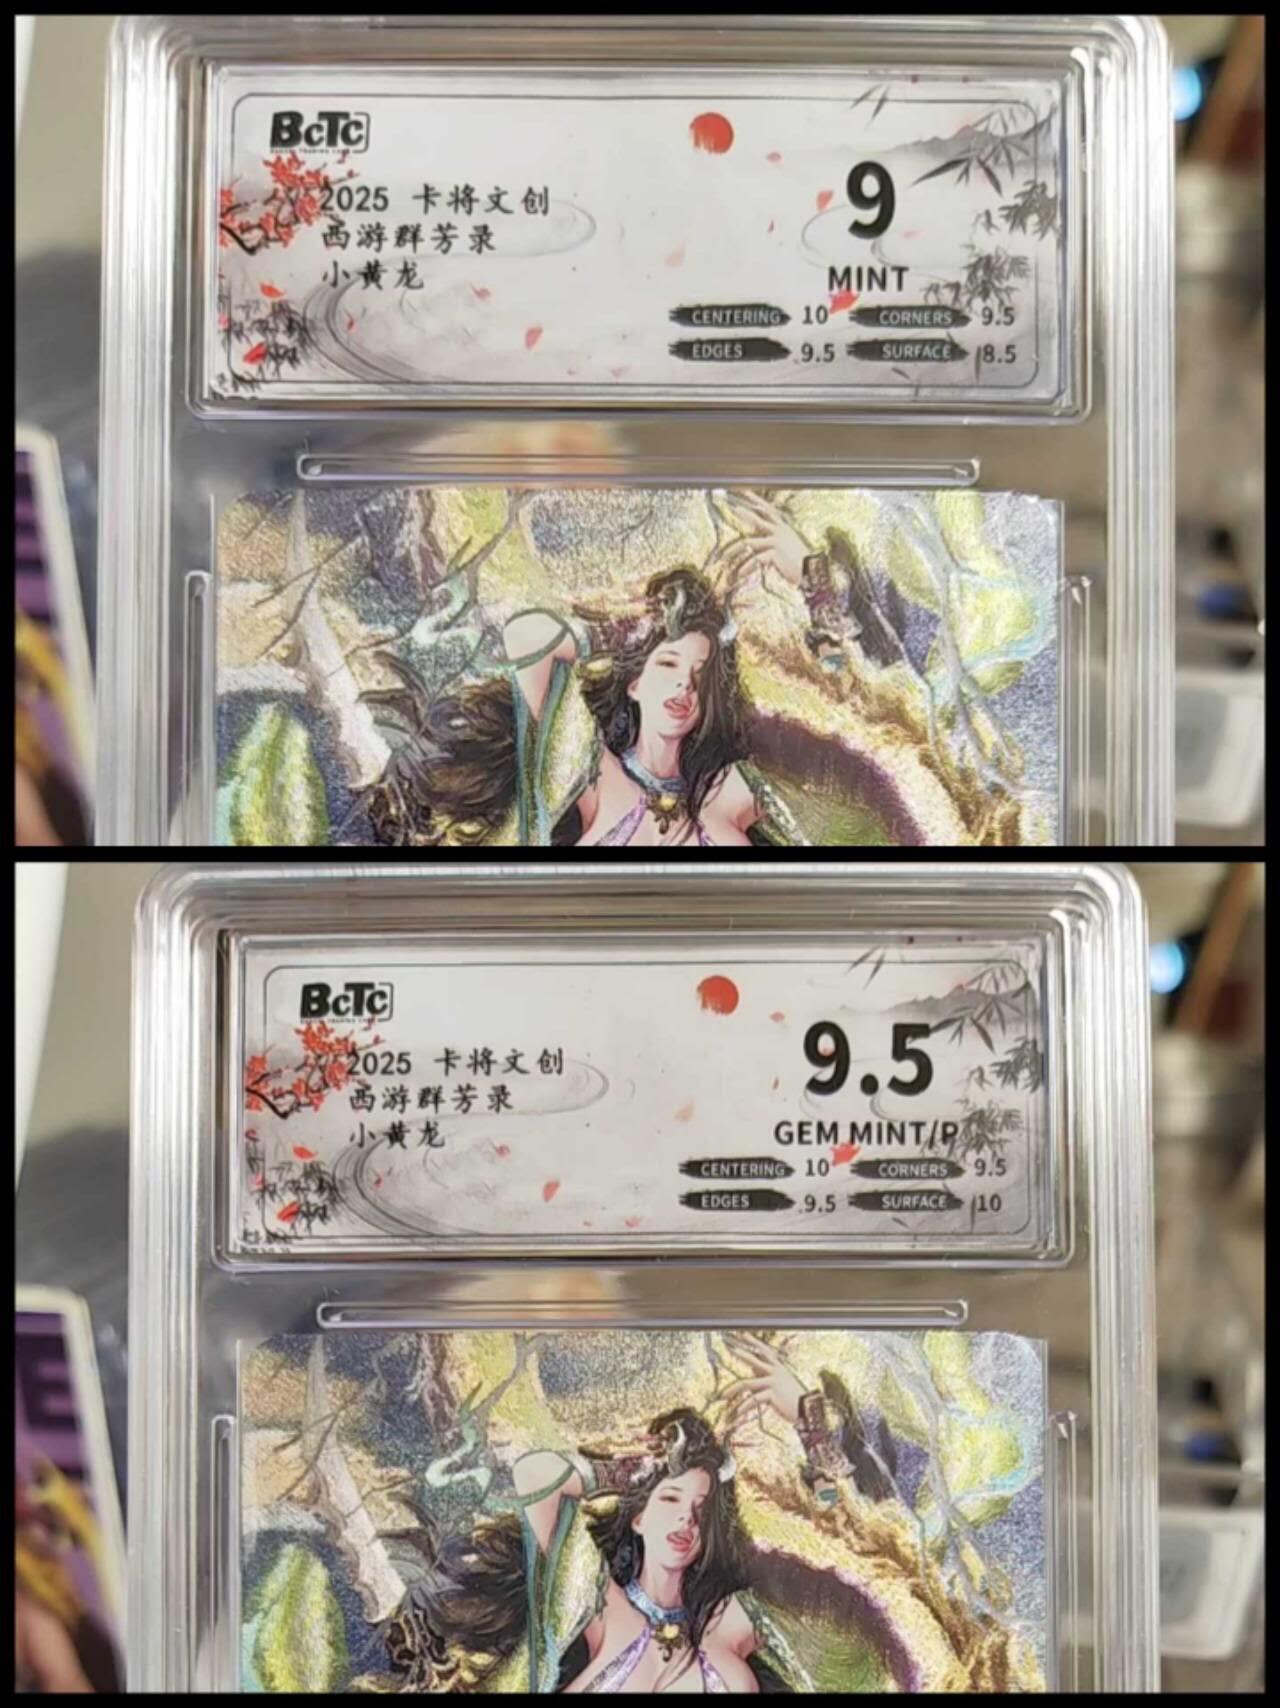 BCTC
2025 卡将文创
西游群芳录
小黄龙
9
MINT
CENTERING 10 CORNERS 9.5
EDGES 9.5 SURFACE 8.5
BCTC
2025 卡将文创
西游群芳录
小黄龙
9.5
GEM MINT/P
CENTERING 10 CORNERS 9.5
EDGES 9.5 SURFACE 10